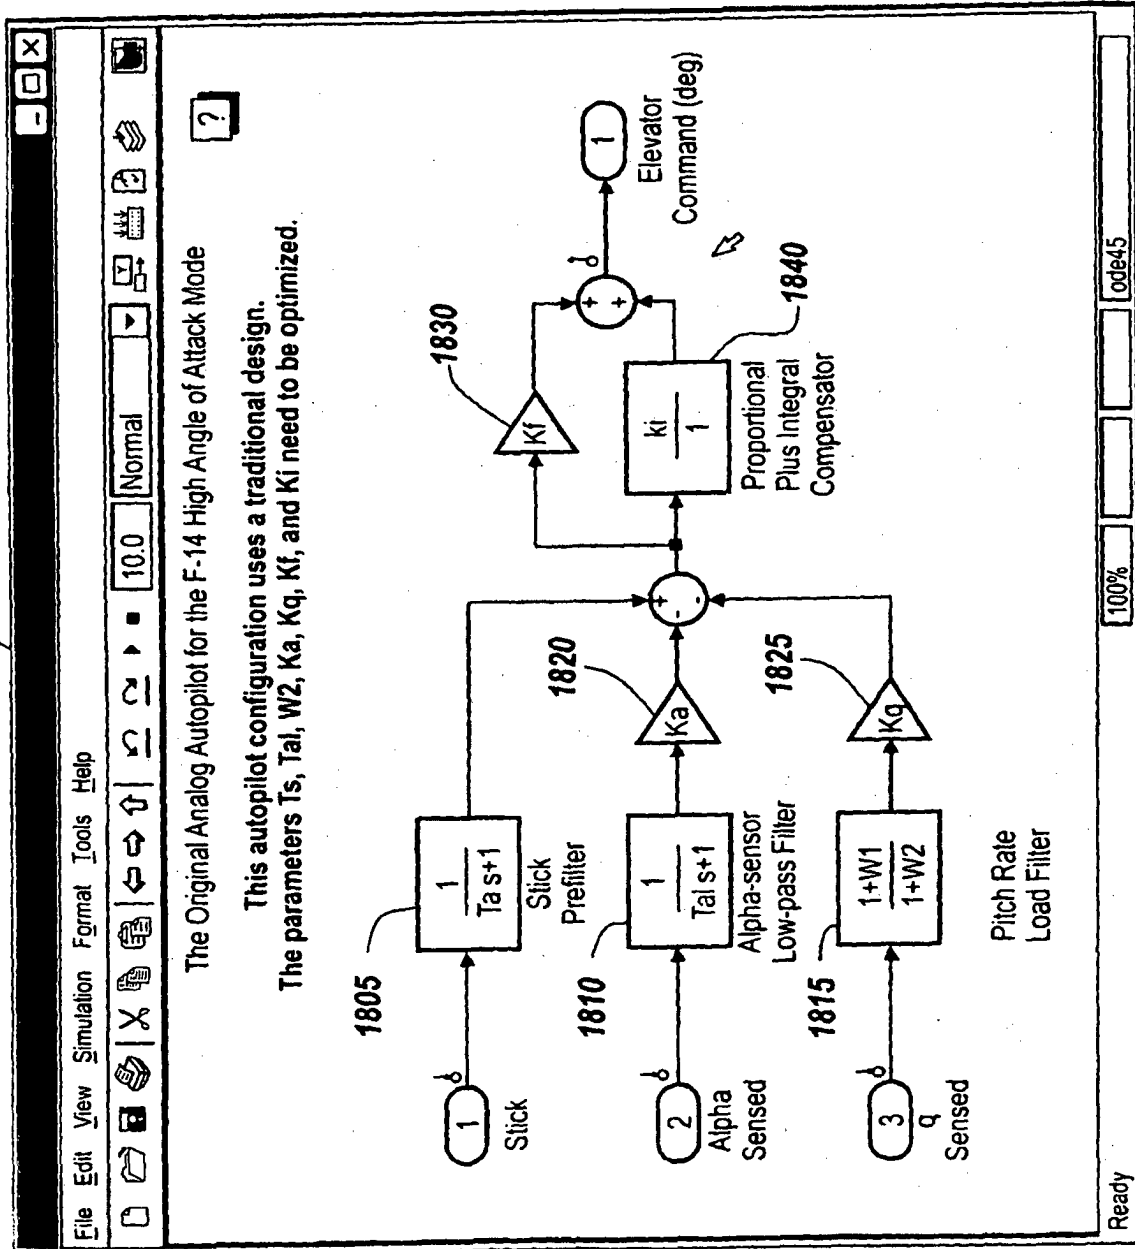 File Edit View Simulation Format Tools Help
10.0 Normal
The Original Analog Autopilot for the F-14 High Angle of Attack Mode
?
This autopilot configuration uses a traditional design.
The parameters Ts, Tal, W2, Ka, Kq, Kf, and Ki need to be optimized.
1805
1
Stick
1
Ta s+1
Stick
Prefilter
1830
Kf
+
+
1
Elevator
Command (deg)
1810
2
Alpha
Sensed
1
Tal s+1
Alpha-sensor
Low-pass Filter
1820
Ka
+
-
-
ki
1
Proportional
Plus Integral
Compensator
1840
1815
3
q
Sensed
1+W1
1+W2
Pitch Rate
Load Filter
1825
Kq
Ready
100%
ode45